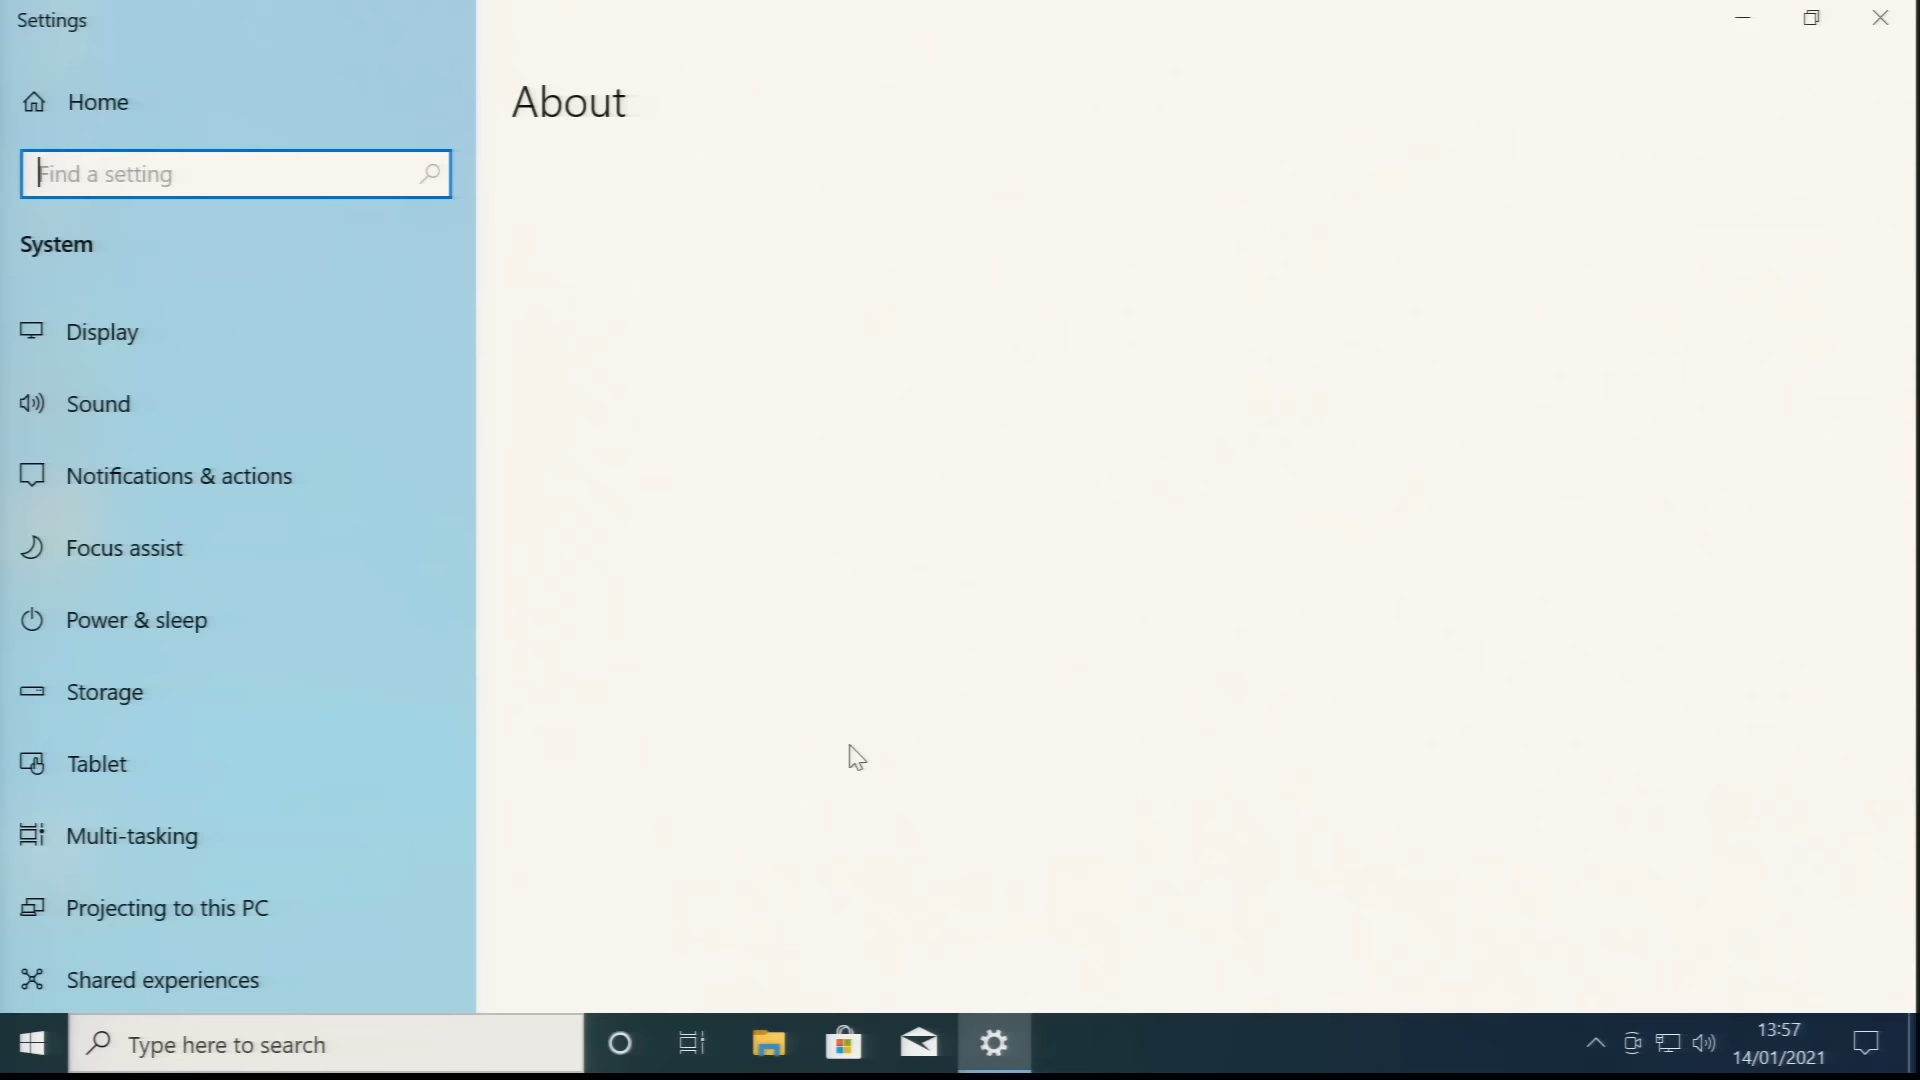 Settings
Home
About
Find a setting
System
Display
Sound
Notifications & actions
Focus assist
Power & sleep
Storage
Tablet
Multi-tasking
Projecting to this PC
Shared experiences
Type here to search
13:57
14/01/2021